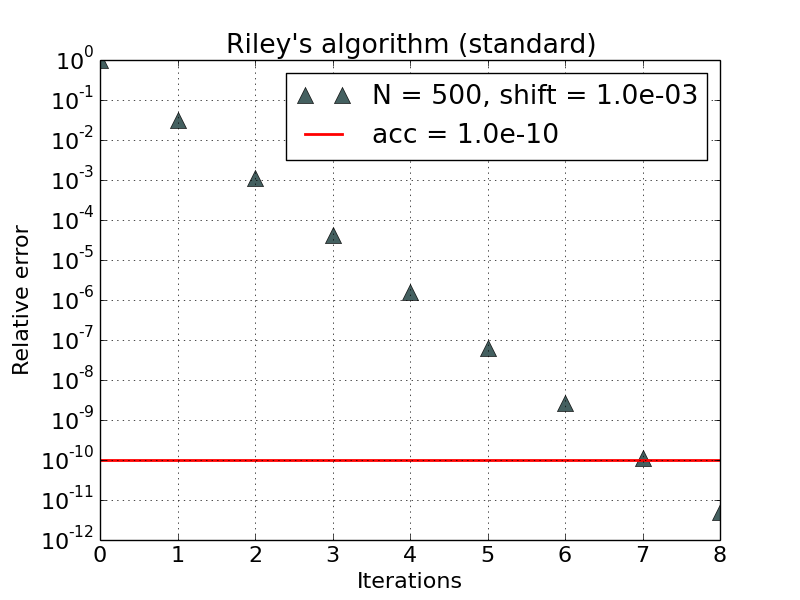 Riley's algorithm (standard)
N = 500, shift = 1.0e-03
acc = 1.0e-10
Relative error
10^0
10^-1
10^-2
10^-3
10^-4
10^-5
10^-6
10^-7
10^-8
10^-9
10^-10
10^-11
10^-12
0 1 2 3 4 5 6 7 8
Iterations